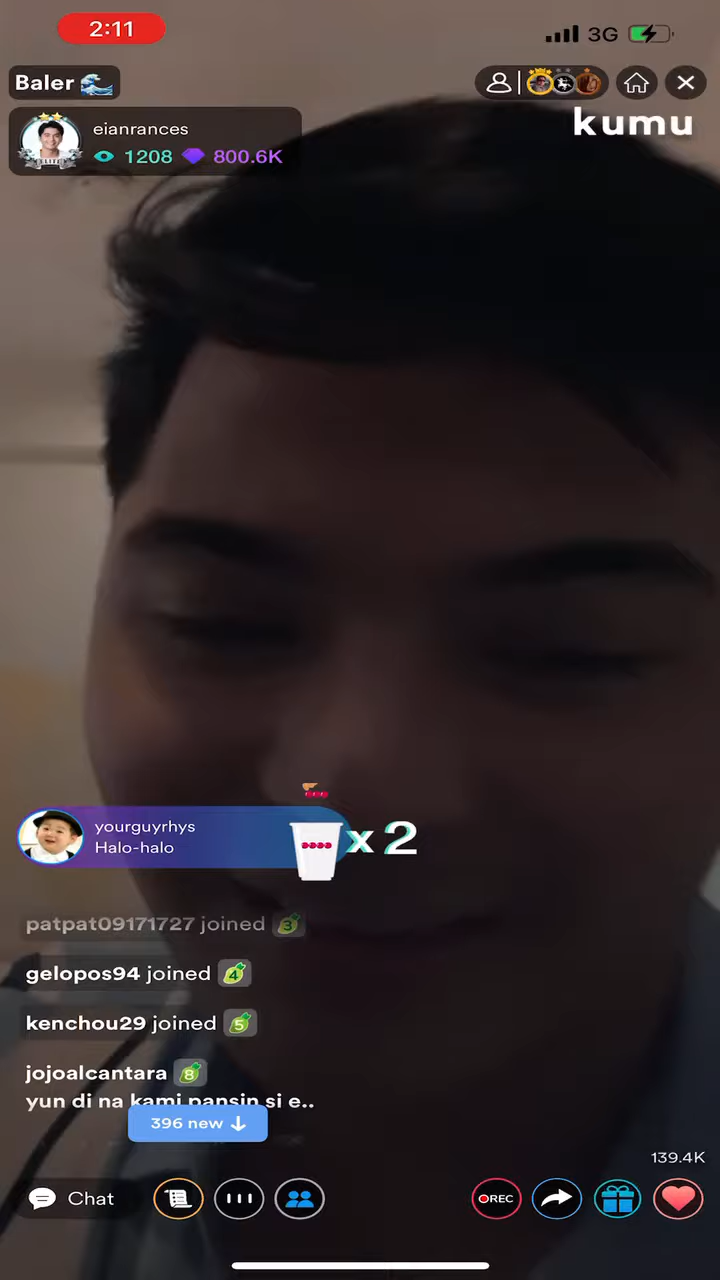 2:11
3G
Baler
eianrances
1208 800.6K
ELITE
kumu
yourguyrhys
Halo-halo
x 2
patpat09171727 joined 3
gelopos94 joined 4
kenchou29 joined 5
jojoalcantara 8
yun di na kami pansin si e..
396 new
139.4K
Chat
REC